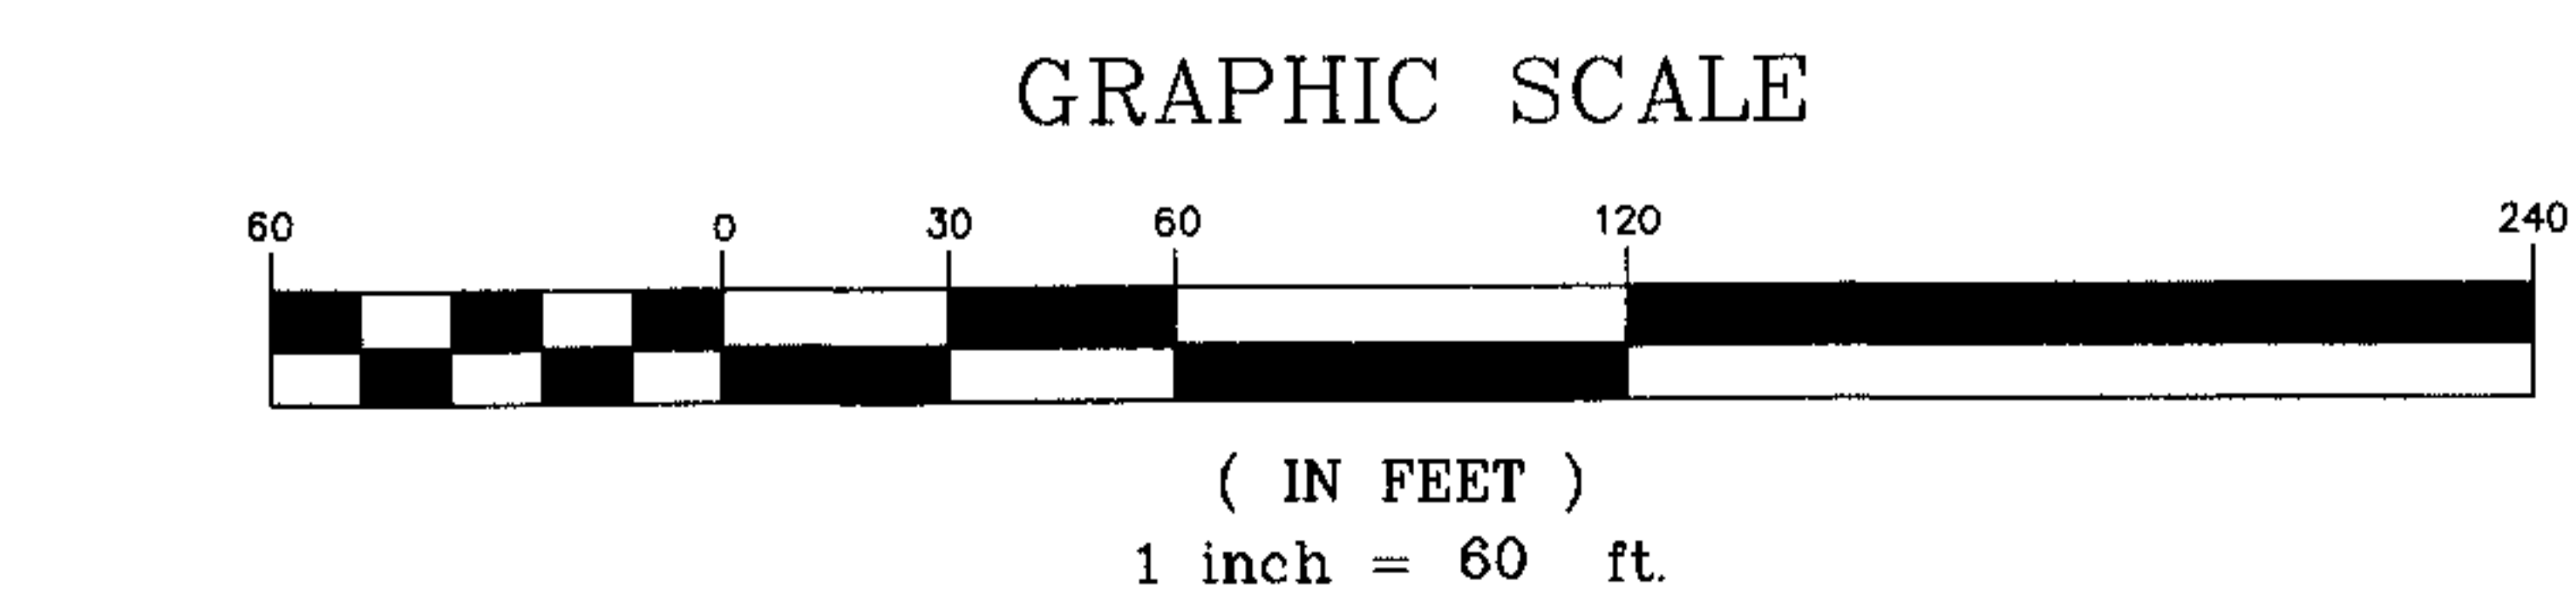 GRAPHIC SCALE
60 0 30 60 120 240
( IN FEET )
1 inch = 60 ft.